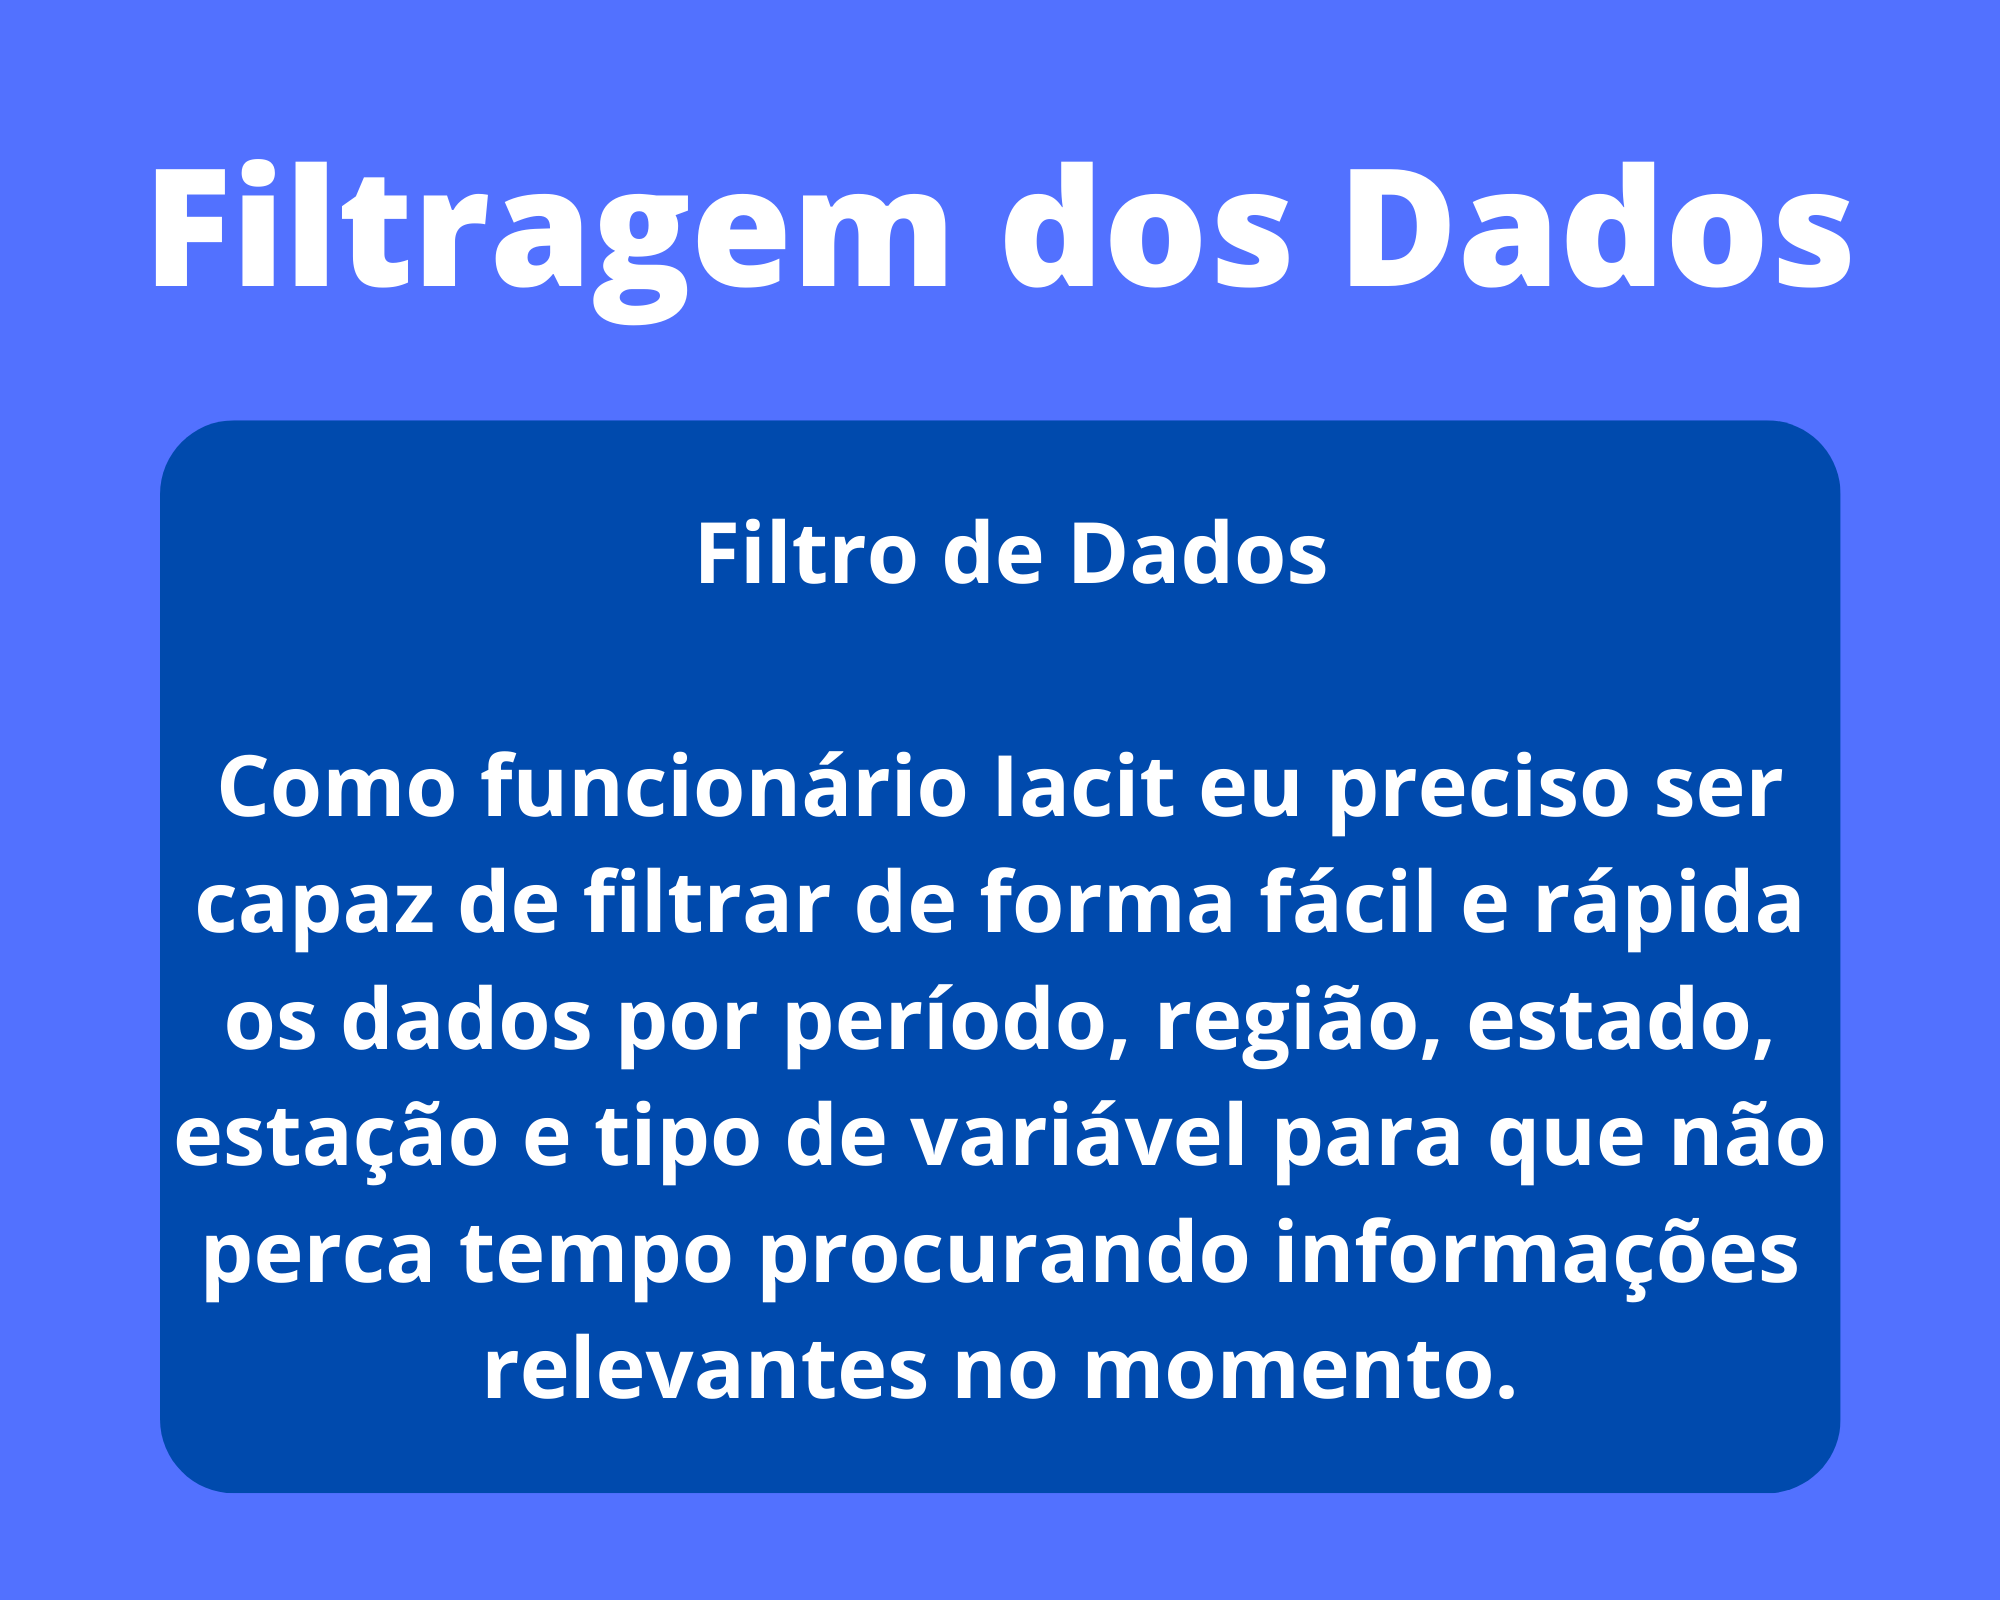 Filtragem dos Dados
Filtro de Dados
Como funcionário Iacit eu preciso ser
capaz de filtrar de forma fácil e rápida
os dados por período, região, estado,
estação e tipo de variável para que não
perca tempo procurando informações
relevantes no momento.